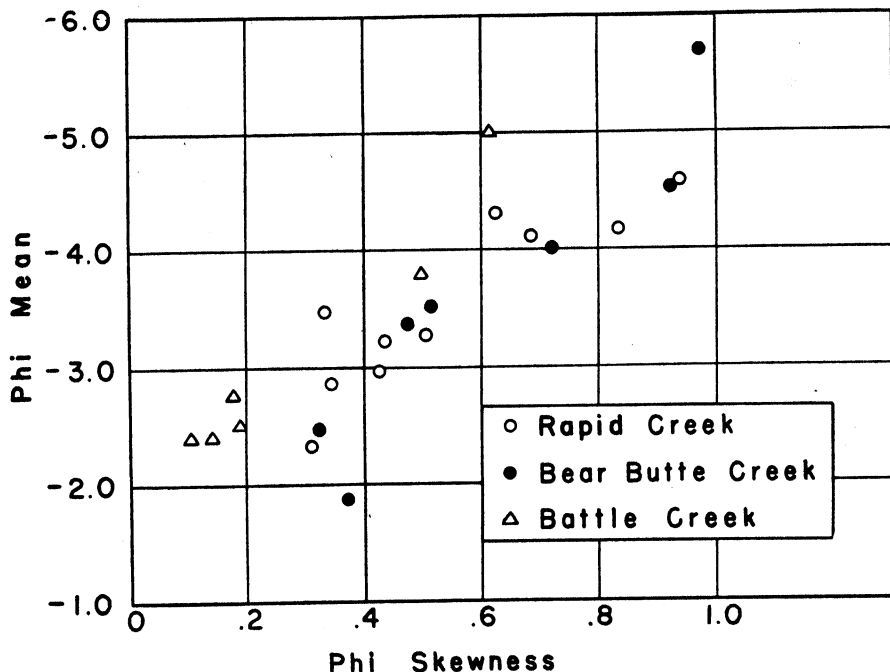 -6.0
-5.0
-4.0
-3.0
-2.0
-1.0
Phi Mean
Rapid Creek
Bear Butte Creek
Battle Creek
0 .2 .4 .6 .8 1.0
Phi Skewness